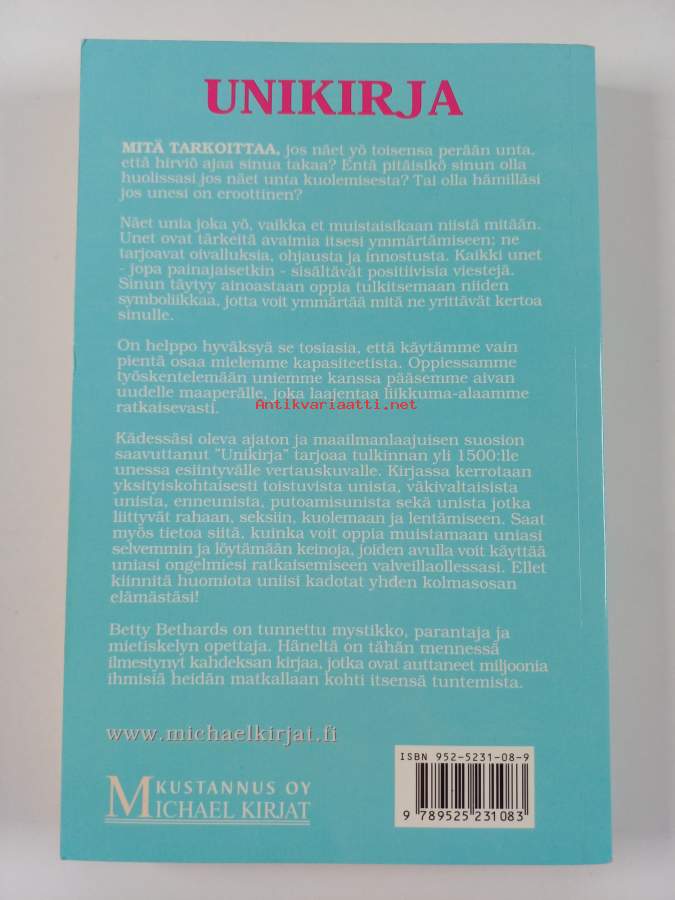 UNIKIRJA
MITÄ TARKOITTAA, jos näet yö toisensa perään unta,
että hirviö ajaa sinua takaa? Entä pitäisikö sinun olla
huolissasi jos näet unta kuolemisesta? Tai olla hämilläsi
jos unesi on eroottinen?
Näet unia joka yö, vaikka et muistaisikaan niistä mitään.
Unet ovat tärkeitä avaimia itsesi ymmärtämiseen; ne
tarjoavat oivalluksia, ohjausta ja innostusta. Kaikki unet
- jopa painajaisetkin - sisältävät positiivisia viestejä.
Sinun täytyy ainoastaan oppia tulkitsemaan niiden
symboliikkaa, jotta voit ymmärtää mitä ne yrittävät kertoa
sinulle.
On helppo hyväksyä se tosiasia, että käytämme vain
pientä osaa mielemme kapasiteetista. Oppiessamme
työskentelemään uniemme kanssa pääsemme aivan
uudelle maaperälle, joka laajentaa liikkuma-alaamme
Antikvariaatti.net
ratkaisevasti.
Kädessäsi oleva ajaton ja maailmanlaajuisen suosion
saavuttanut "Unikirja" tarjoaa tulkinnan yli 1500:lle
unessa esiintyvälle vertauskuvalle. Kirjassa kerrotaan
yksityiskohtaisesti toistuvista unista, väkivaltaisista
unista, enneunista, putoamisunista sekä unista jotka
liittyvät rahaan, seksiin, kuolemaan ja lentämiseen. Saat
myös tietoa siitä, kuinka voit oppia muistamaan uniasi
selvemmin ja löytämään keinoja, joiden avulla voit käyttää
uniasi ongelmiesi ratkaisemiseen valveillaollessasi. Ellet
kiinnitä huomiota uniisi kadotat yhden kolmasosan
elämästäsi!
Betty Bethards on tunnettu mystikko, parantaja ja
mietiskelyn opettaja. Häneltä on tähän mennessä
ilmestynyt kahdeksan kirjaa, jotka ovat auttaneet miljoonia
ihmisiä heidän matkallaan kohti itsensä tuntemista.
www.michaelkirjat.fi
KUSTANNUS OY
MICHAEL KIRJAT
ISBN 952-5231-08-9
9 789525 231083